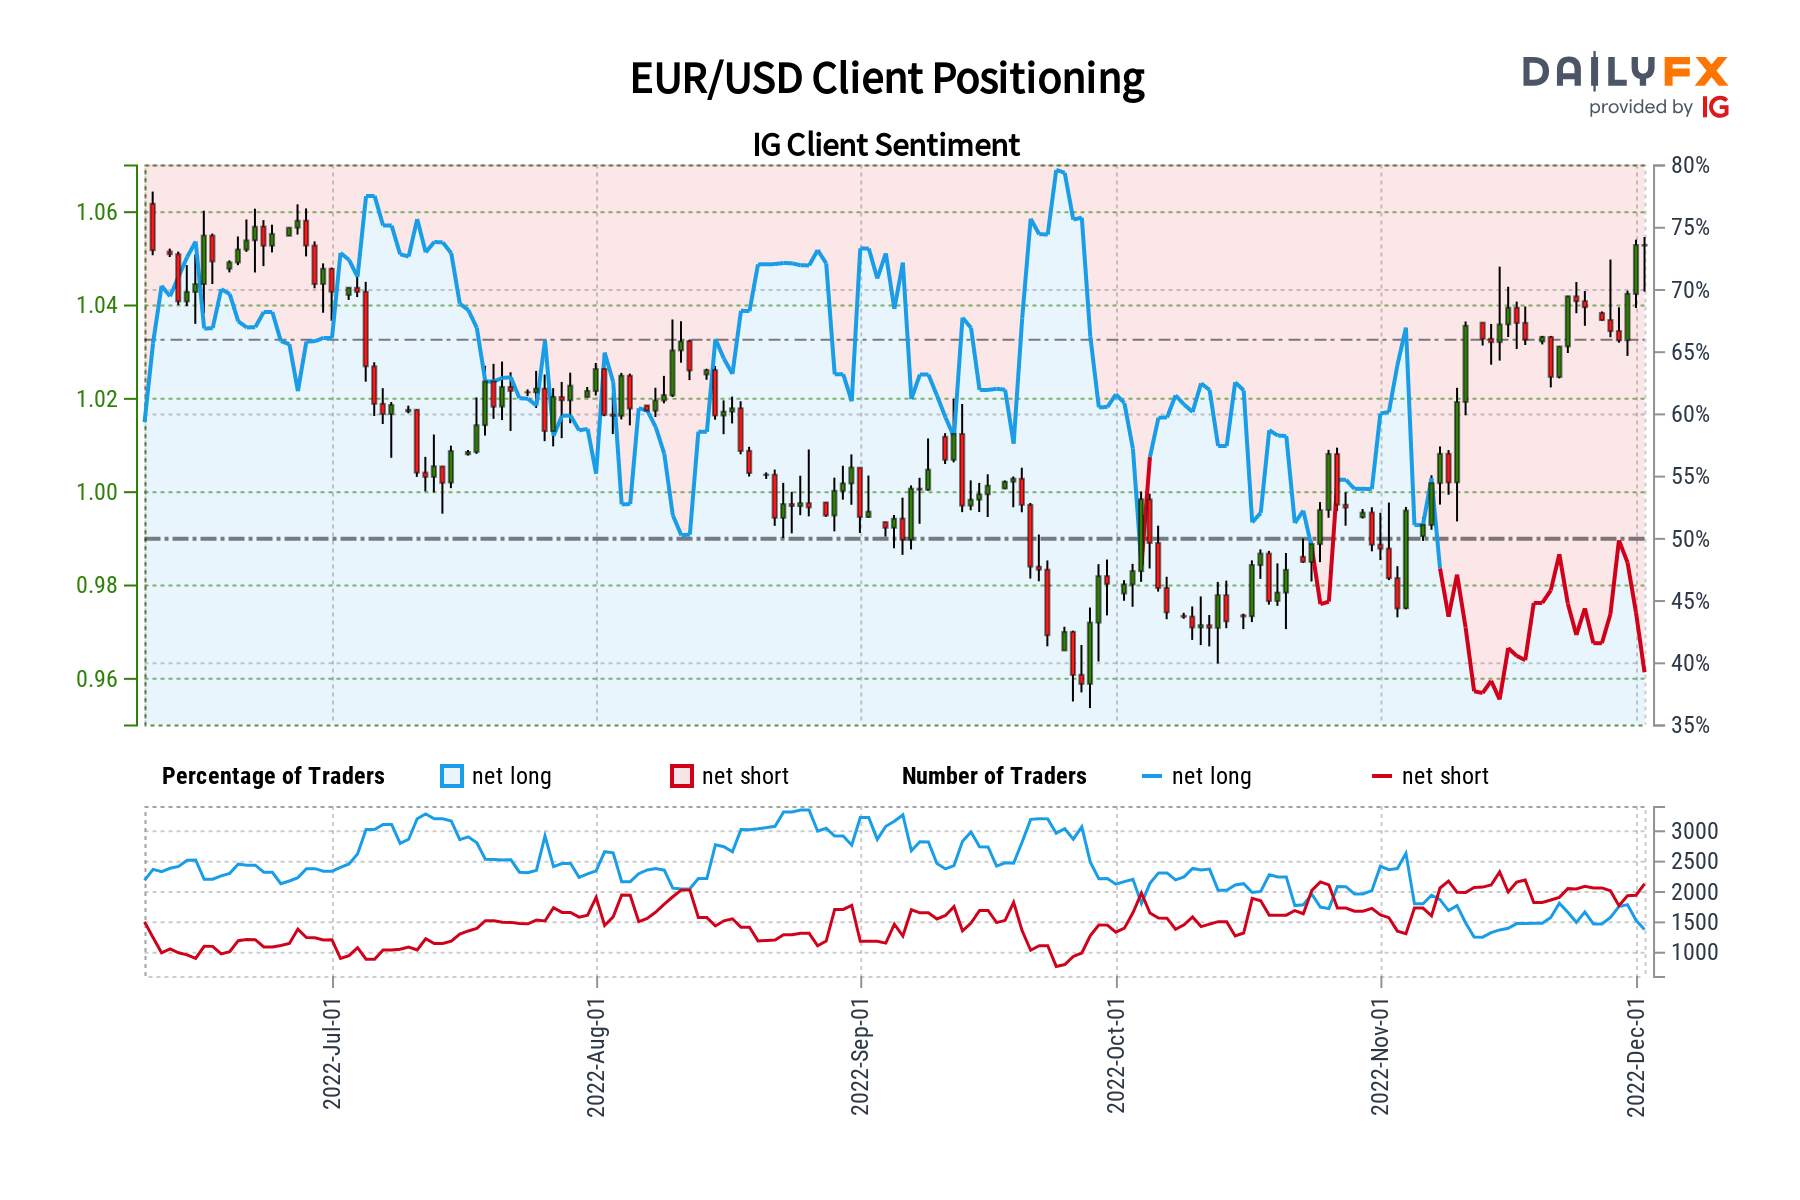 EUR/USD Client Positioning
DAILYFX
provided by IG
IG Client Sentiment
1.06
1.04
1.02
1.00
0.98
0.96
80%
75%
70%
65%
60%
55%
50%
45%
40%
35%
Percentage of Traders net long net short Number of Traders net long net short
3000
2500
2000
1500
1000
2022-Jul-01
2022-Aug-01
2022-Sep-01
2022-Oct-01
2022-Nov-01
2022-Dec-01